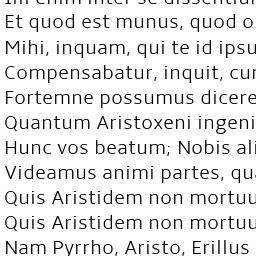 Et quod est munus, quod o
Mihi, inquam, qui te id ipsu
Compensabatur, inquit, cur
Fortemne possumus dicere
Quantum Aristoxeni ingeni
Hunc vos beatum; Nobis ali
Videamus animi partes, qua
Quis Aristidem non mortuu
Quis Aristidem non mortuu
Nam Pyrrho, Aristo, Erillus